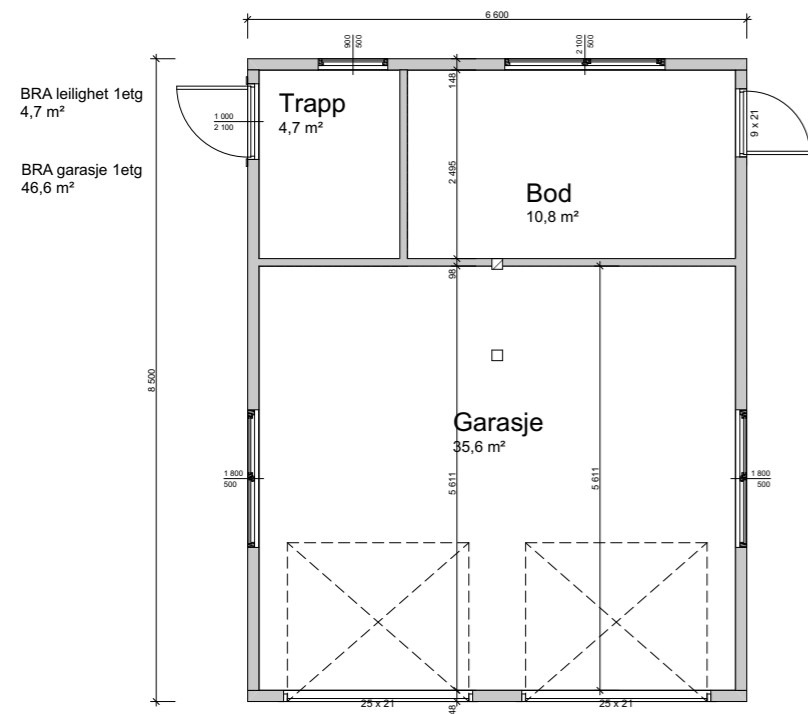 6 600
900
500
2 100
500
BRA leilighet 1etg
4,7 m²
Trapp
4,7 m²
148
1 000
2 100
9 x 21
BRA garasje 1etg
46,6 m²
2 495
Bod
10,8 m²
98
8 500
Garasje
35,6 m²
1 800
500
5 611
5 611
1 800
500
25 x 21
25 x 21
48